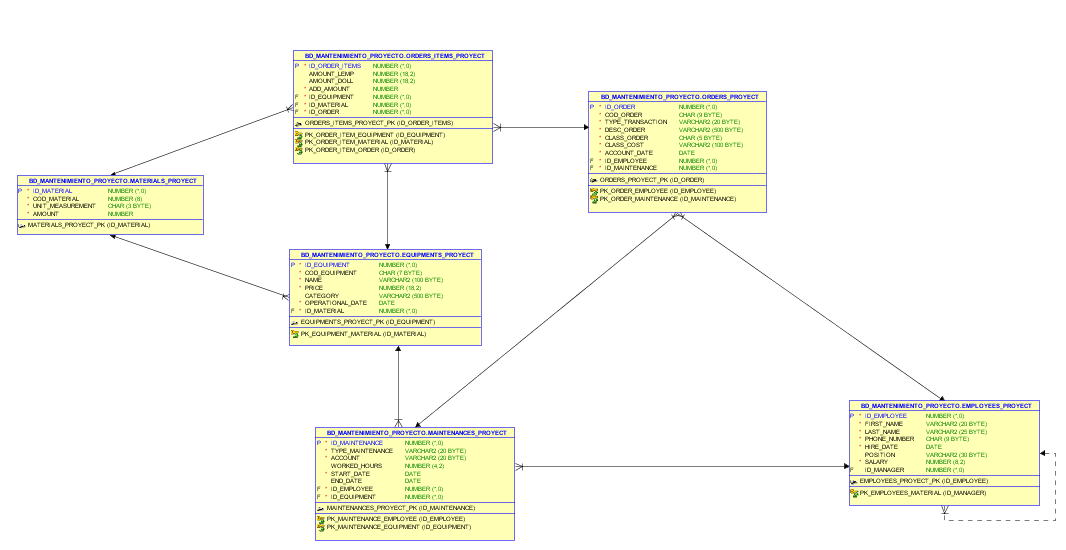 BD_MANTENIMIENTO_PROYECTO.ORDERS_ITEMS_PROYECT
P * ID_ORDER_ITEMS NUMBER (*,0)
AMOUNT_LEMP NUMBER (18,2)
AMOUNT_DOLL NUMBER (18,2)
* ADD_AMOUNT NUMBER
F * ID_EQUIPMENT NUMBER (*,0)
F * ID_MATERIAL NUMBER (*,0)
F * ID_ORDER NUMBER (*,0)
ORDERS_ITEMS_PROYECT_PK (ID_ORDER_ITEMS)
PK_ORDER_ITEM_EQUIPMENT (ID_EQUIPMENT)
PK_ORDER_ITEM_MATERIAL (ID_MATERIAL)
PK_ORDER_ITEM_ORDER (ID_ORDER)
BD_MANTENIMIENTO_PROYECTO.ORDERS_PROYECT
P * ID_ORDER NUMBER (*,0)
* COD_ORDER CHAR (9 BYTE)
* TYPE_TRANSACTION VARCHAR2 (20 BYTE)
* DESC_ORDER VARCHAR2 (500 BYTE)
* CLASS_ORDER CHAR (5 BYTE)
* CLASS_COST VARCHAR2 (100 BYTE)
* ACCOUNT_DATE DATE
F * ID_EMPLOYEE NUMBER (*,0)
F * ID_MAINTENANCE NUMBER (*,0)
ORDERS_PROYECT_PK (ID_ORDER)
PK_ORDER_EMPLOYEE (ID_EMPLOYEE)
PK_ORDER_MAINTENANCE (ID_MAINTENANCE)
BD_MANTENIMIENTO_PROYECTO.MATERIALS_PROYECT
P * ID_MATERIAL NUMBER (*,0)
* COD_MATERIAL NUMBER (8)
* UNIT_MEASUREMENT CHAR (3 BYTE)
* AMOUNT NUMBER
MATERIALS_PROYECT_PK (ID_MATERIAL)
BD_MANTENIMIENTO_PROYECTO.EQUIPMENTS_PROYECT
P * ID_EQUIPMENT NUMBER (*,0)
* COD_EQUIPMENT CHAR (7 BYTE)
* NAME VARCHAR2 (100 BYTE)
* PRICE NUMBER (18,2)
CATEGORY VARCHAR2 (500 BYTE)
* OPERATIONAL_DATE DATE
F * ID_MATERIAL NUMBER (*,0)
EQUIPMENTS_PROYECT_PK (ID_EQUIPMENT)
PK_EQUIPMENT_MATERIAL (ID_MATERIAL)
BD_MANTENIMIENTO_PROYECTO.EMPLOYEES_PROYECT
P * ID_EMPLOYEE NUMBER (*,0)
* FIRST_NAME VARCHAR2 (20 BYTE)
* LAST_NAME VARCHAR2 (25 BYTE)
* PHONE_NUMBER CHAR (9 BYTE)
* HIRE_DATE DATE
POSITION VARCHAR2 (30 BYTE)
* SALARY NUMBER (8,2)
F ID_MANAGER NUMBER (*,0)
EMPLOYEES_PROYECT_PK (ID_EMPLOYEE)
PK_EMPLOYEES_MATERIAL (ID_MANAGER)
BD_MANTENIMIENTO_PROYECTO.MAINTENANCES_PROYECT
P * ID_MAINTENANCE NUMBER (*,0)
* TYPE_MAINTENANCE VARCHAR2 (20 BYTE)
* ACCOUNT VARCHAR2 (20 BYTE)
WORKED_HOURS NUMBER (4,2)
* START_DATE DATE
END_DATE DATE
F * ID_EMPLOYEE NUMBER (*,0)
F * ID_EQUIPMENT NUMBER (*,0)
MAINTENANCES_PROYECT_PK (ID_MAINTENANCE)
PK_MAINTENANCE_EMPLOYEE (ID_EMPLOYEE)
PK_MAINTENANCE_EQUIPMENT (ID_EQUIPMENT)